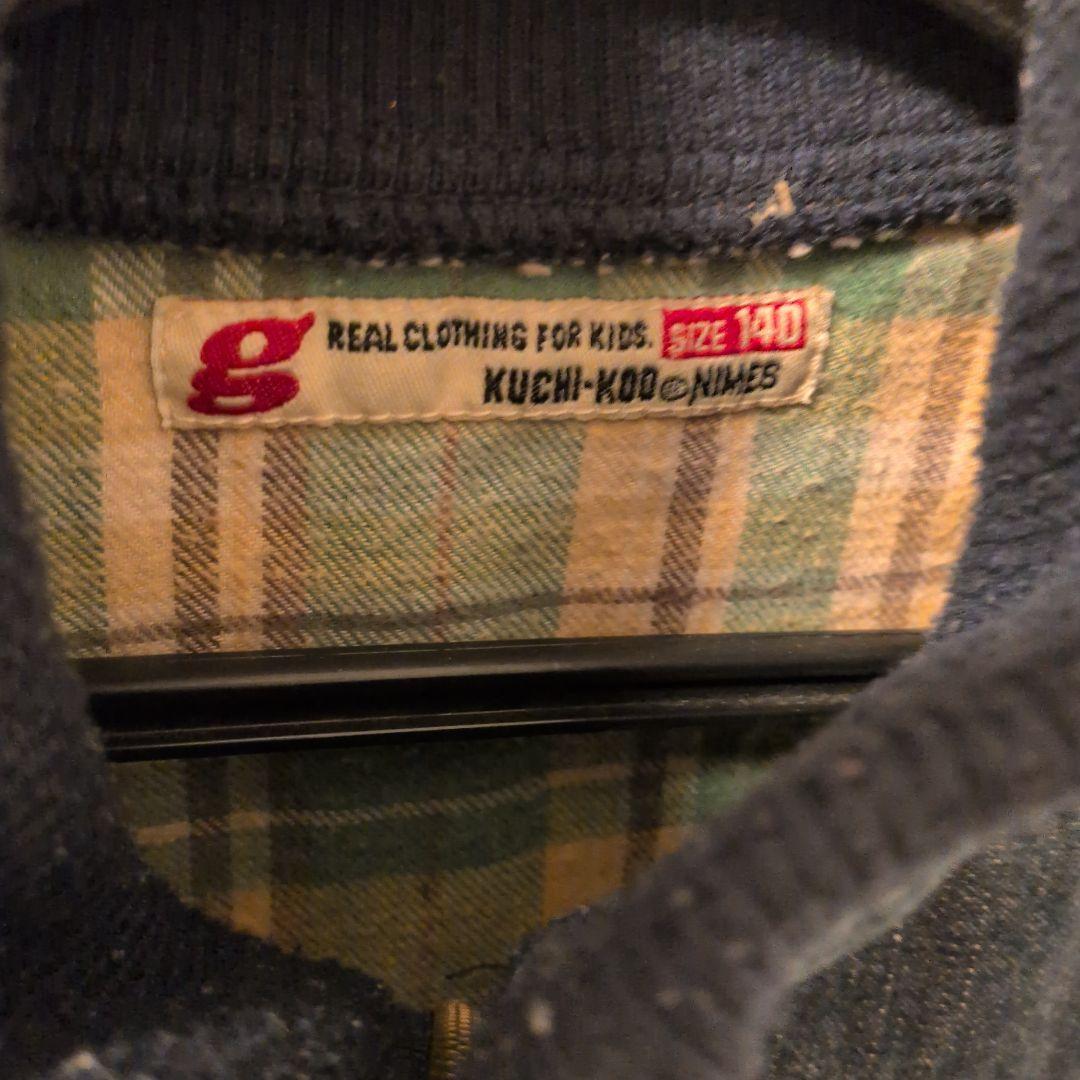 g REAL CLOTHING FOR KIDS. SIZE 140
KUCHI-KOO@NIMES